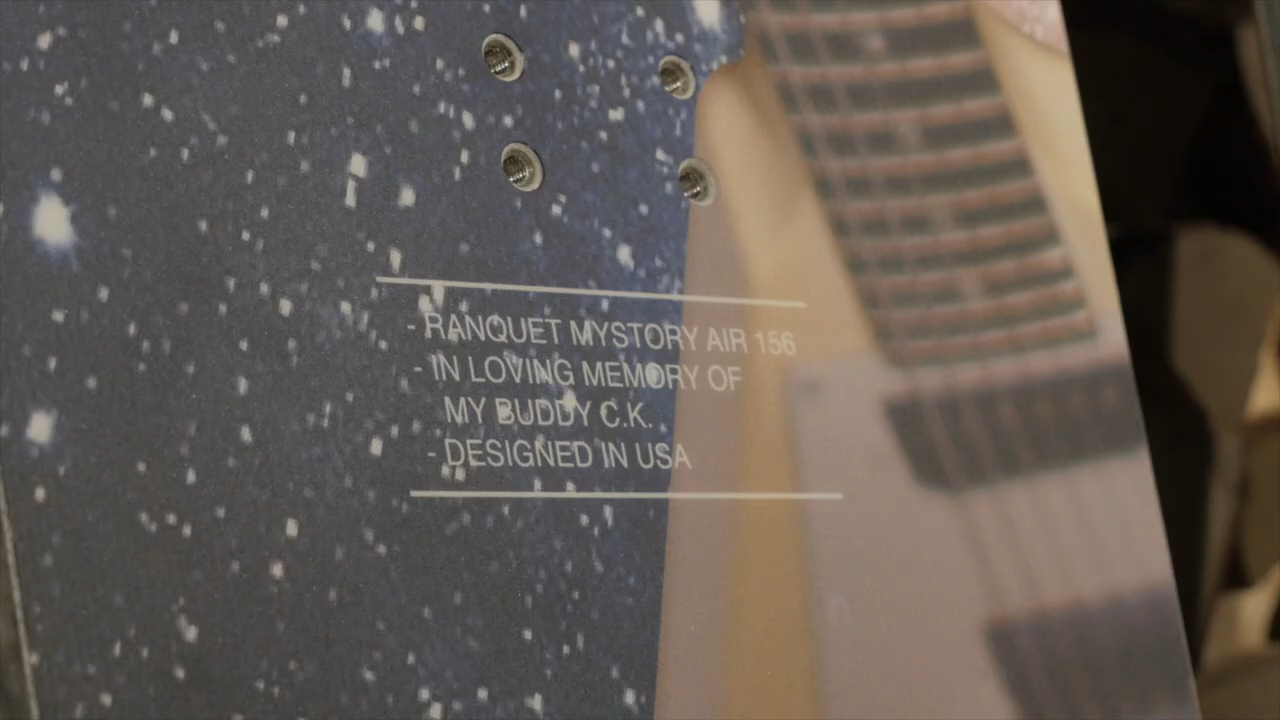 - RANQUET MYSTORY AIR 156
- IN LOVING MEMORY OF
MY BUDDY C.K.
- DESIGNED IN USA